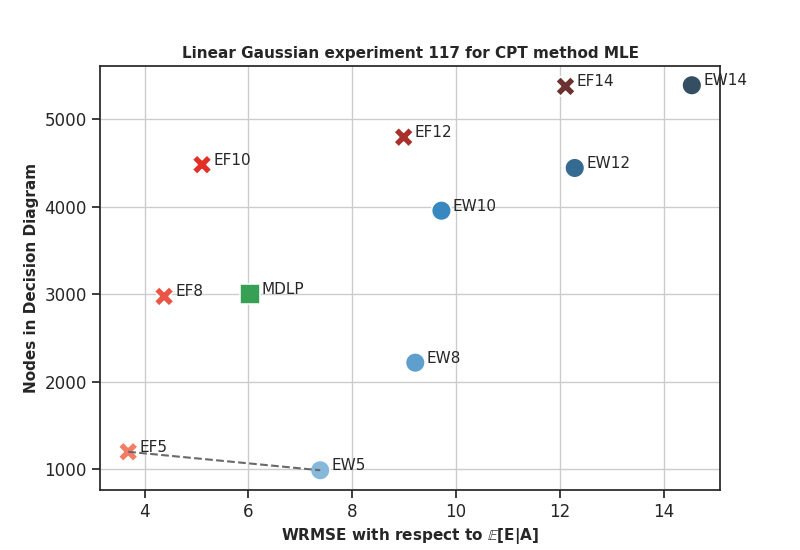 Linear Gaussian experiment 117 for CPT method MLE
Nodes in Decision Diagram
5000
4000
3000
2000
1000
EF14
EW14
EF12
EF10
EW12
EW10
EF8
MDLP
EW8
EF5
EW5
4 6 8 10 12 14
WRMSE with respect to 𝔼[E|A]